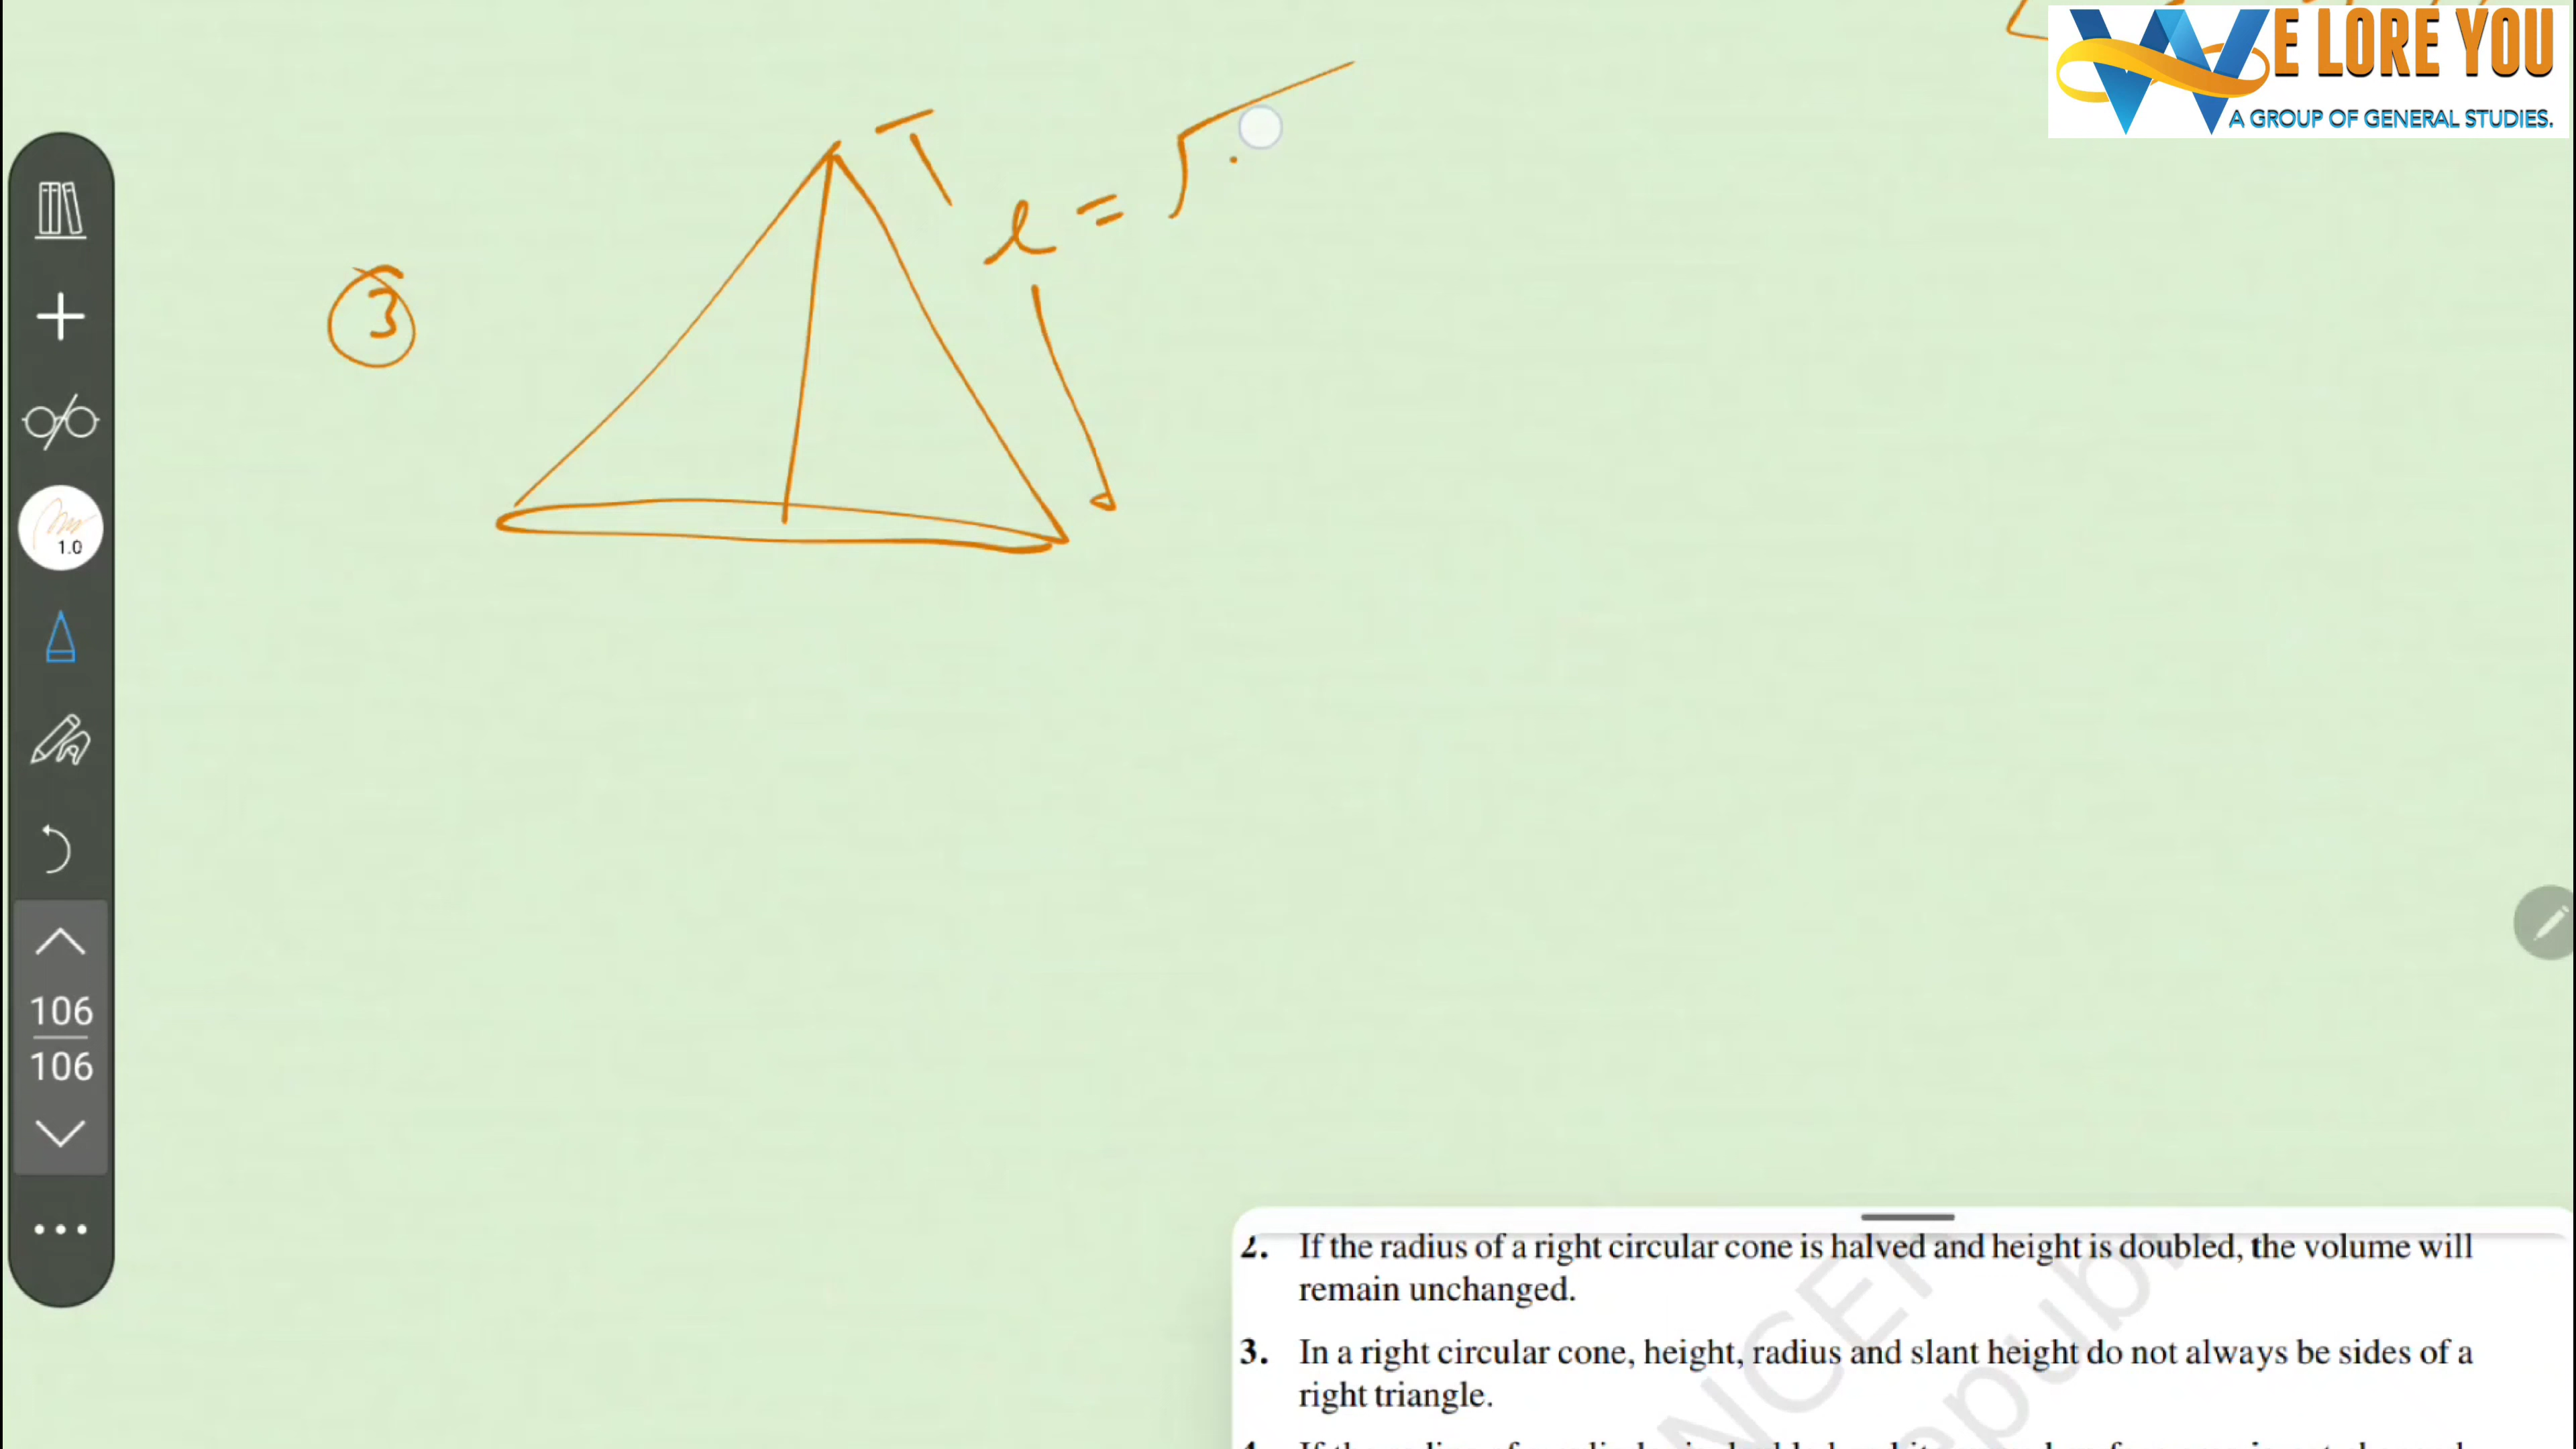 E LORE YOU
A GROUP OF GENERAL STUDIES.
T
l = √
3
1.0
106
106
2. If the radius of a right circular cone is halved and height is doubled, the volume will
remain unchanged.
3. In a right circular cone, height, radius and slant height do not always be sides of a
right triangle.